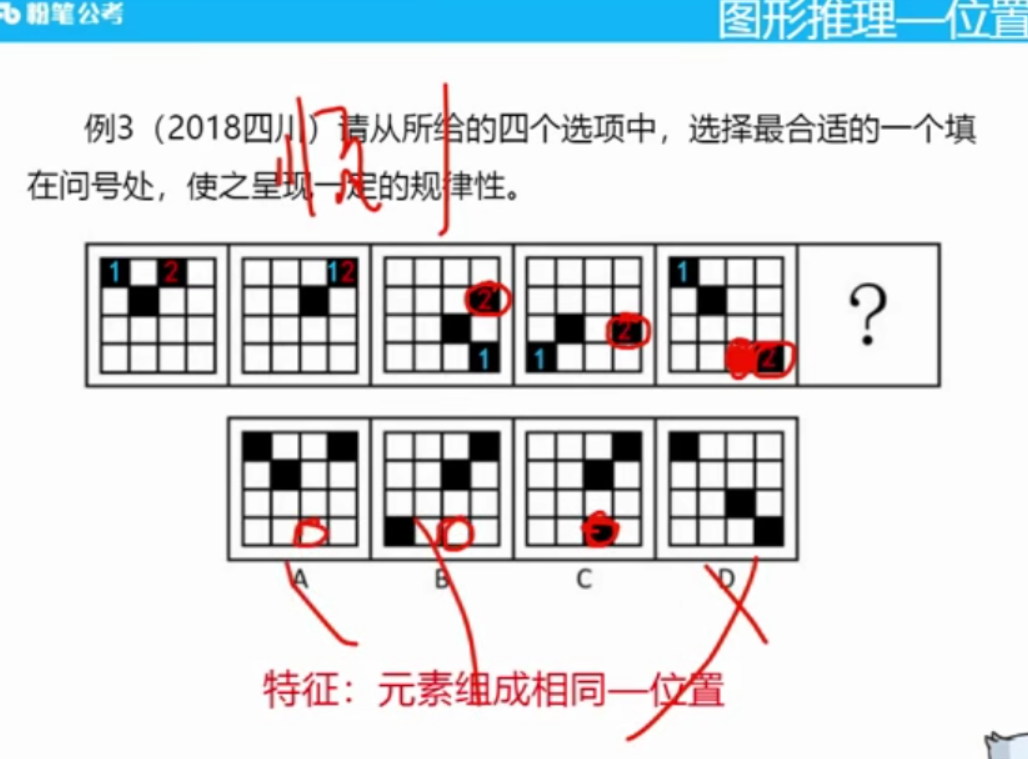 粉笔公考
图形推理—位置
例3（2018四川）请从所给的四个选项中，选择最合适的一个填
在问号处，使之呈现一定的规律性。
1 2 12 2 1 2 1 1 2 ?
A B C D
特征：元素组成相同—位置